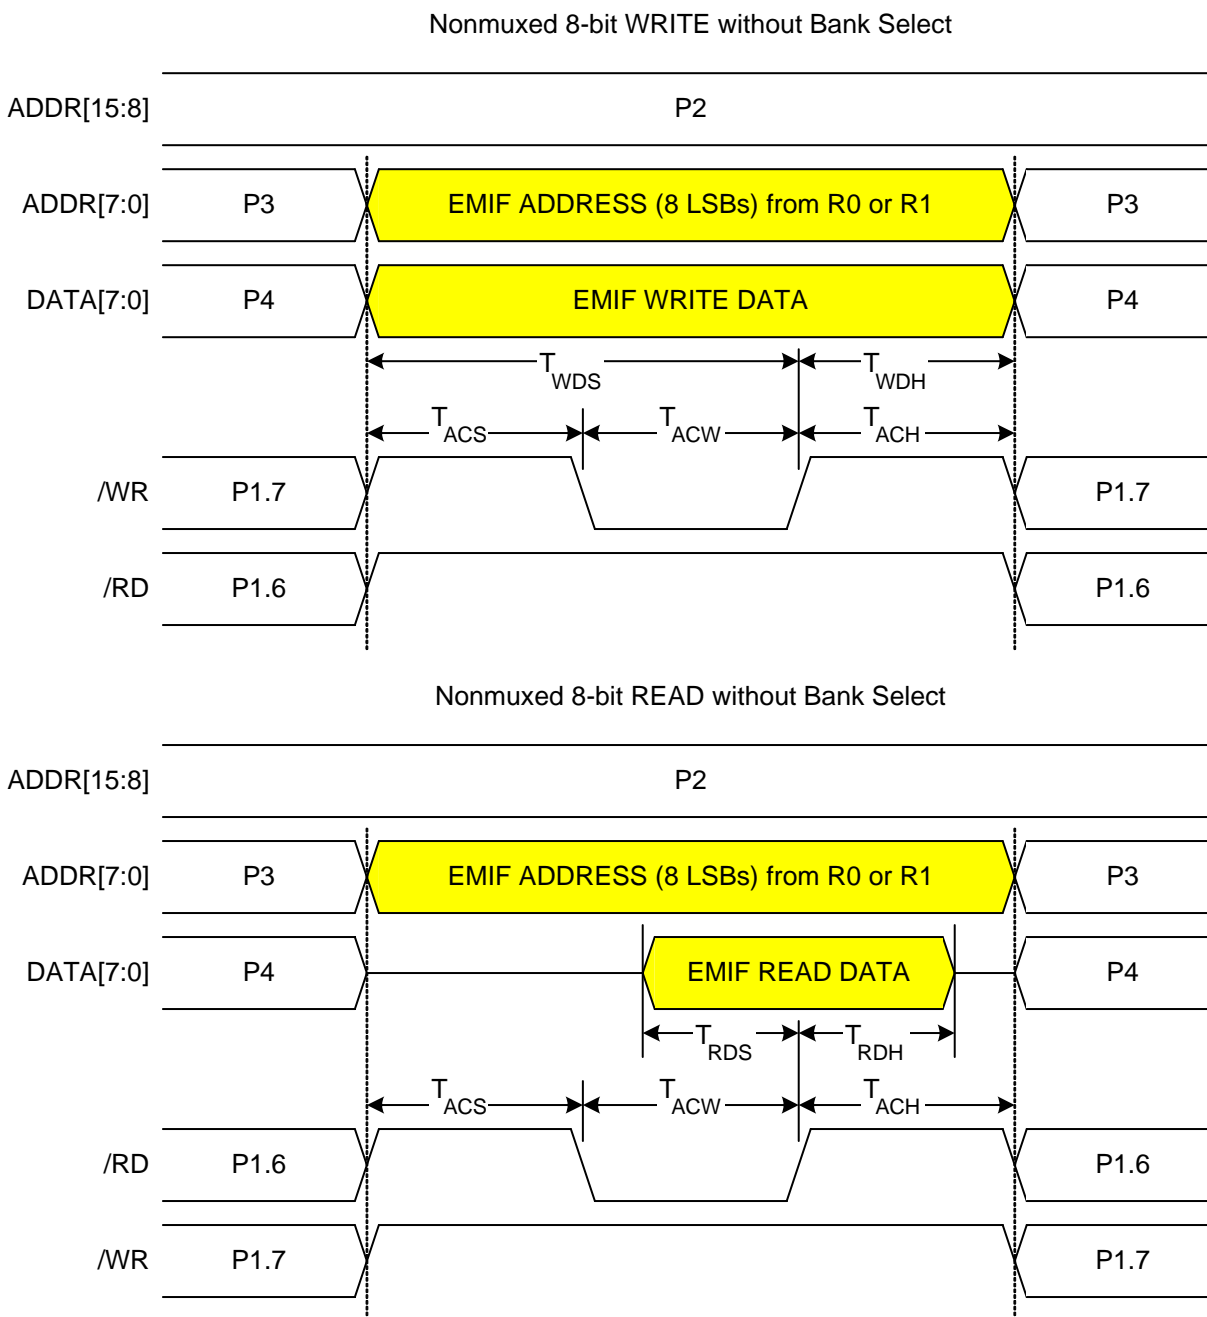 Nonmuxed 8-bit WRITE without Bank Select
ADDR[15:8] P2
ADDR[7:0] P3 EMIF ADDRESS (8 LSBs) from R0 or R1 P3
DATA[7:0] P4 EMIF WRITE DATA P4
TWDS TWDH
TACS TACW TACH
/WR P1.7 P1.7
/RD P1.6 P1.6
Nonmuxed 8-bit READ without Bank Select
ADDR[15:8] P2
ADDR[7:0] P3 EMIF ADDRESS (8 LSBs) from R0 or R1 P3
DATA[7:0] P4 EMIF READ DATA P4
TRDS TRDH
TACS TACW TACH
/RD P1.6 P1.6
/WR P1.7 P1.7